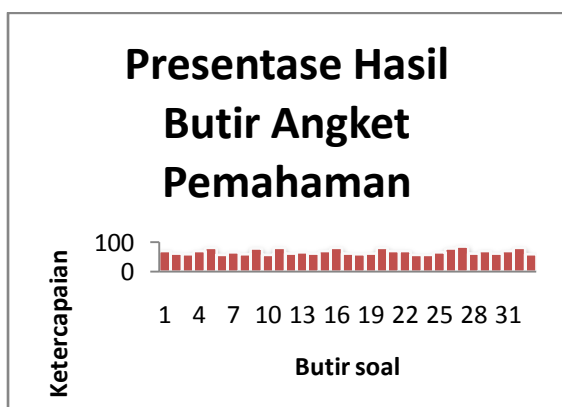 Presentase Hasil
Butir Angket
Pemahaman
Ketercapaian
100
0
1 4 7 10 13 16 19 22 25 28 31
Butir soal